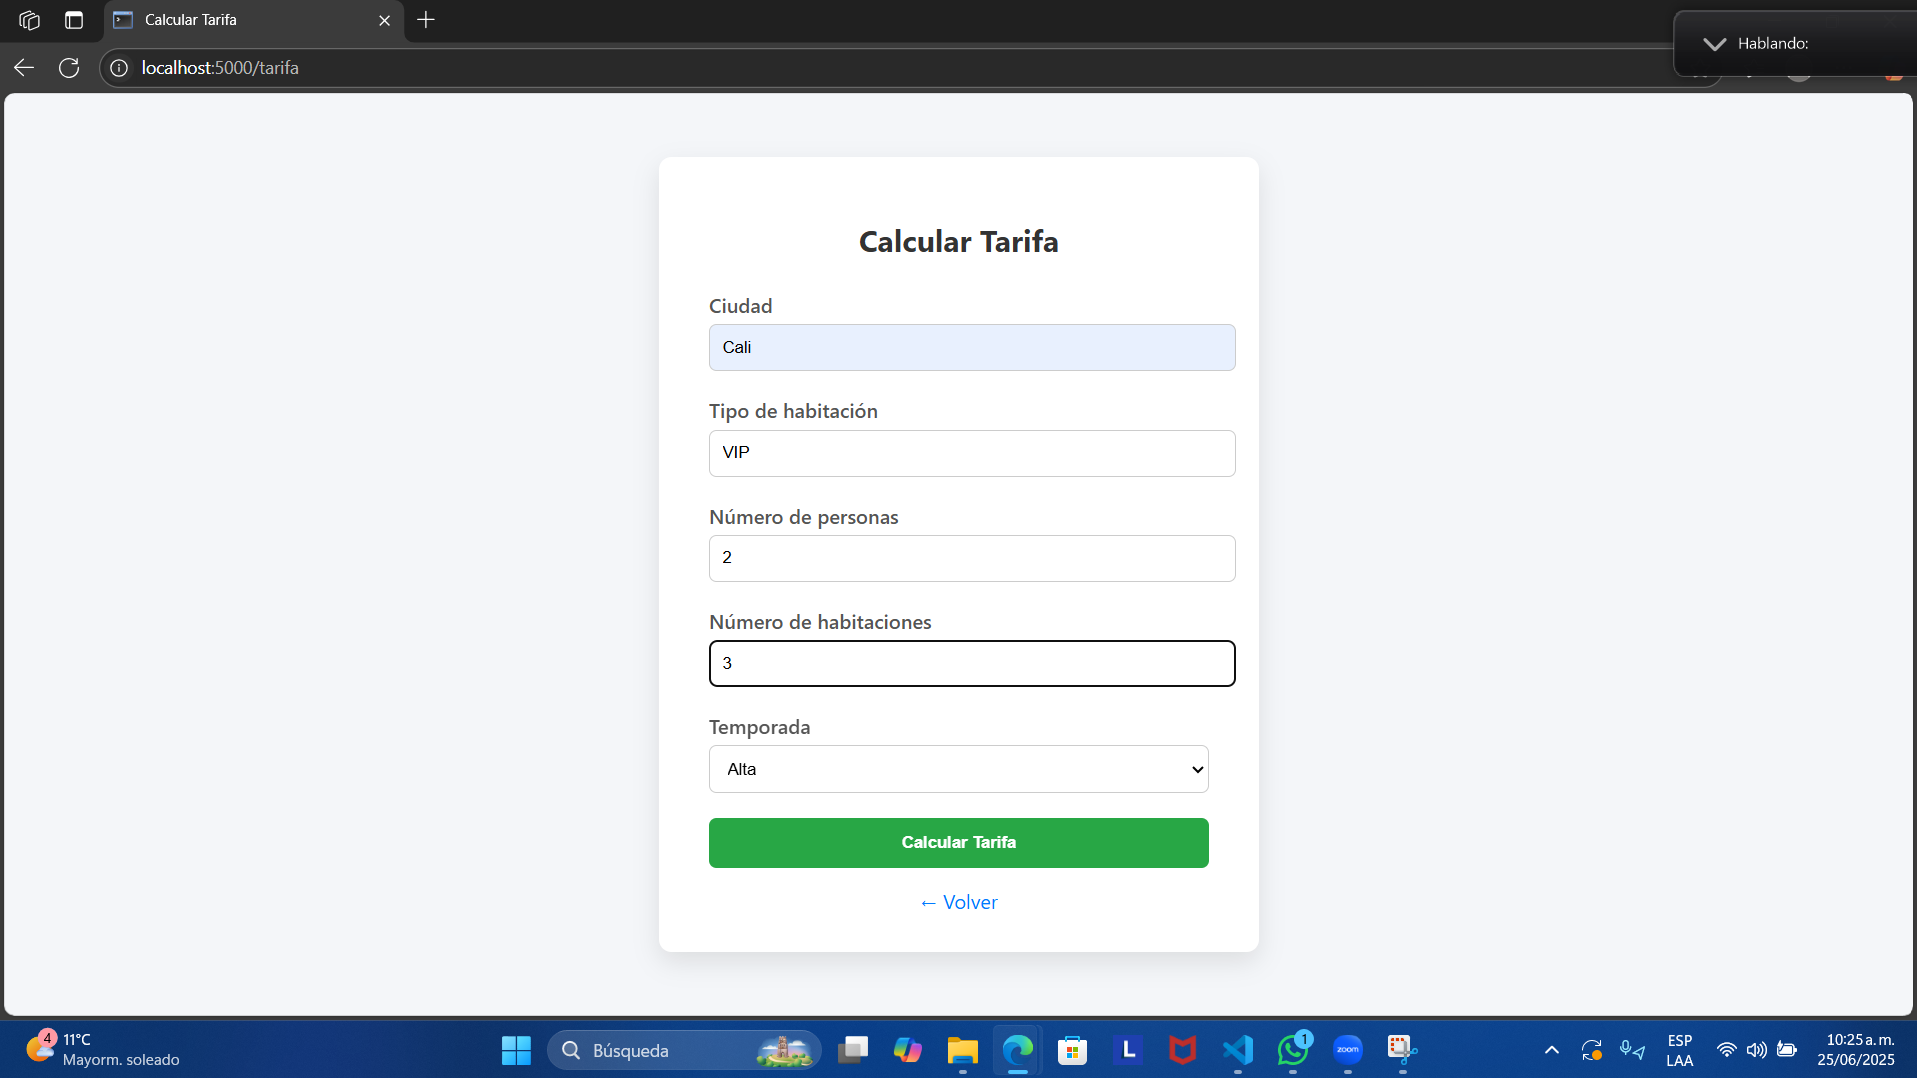 Calcular Tarifa
Hablando:
localhost:5000/tarifa
Calcular Tarifa
Ciudad
Cali
Tipo de habitación
VIP
Número de personas
2
Número de habitaciones
3
Temporada
Alta
Calcular Tarifa
← Volver
4
11°C
Mayorm. soleado
Búsqueda
L
1
zoom
ESP
LAA
10:25 a. m.
25/06/2025